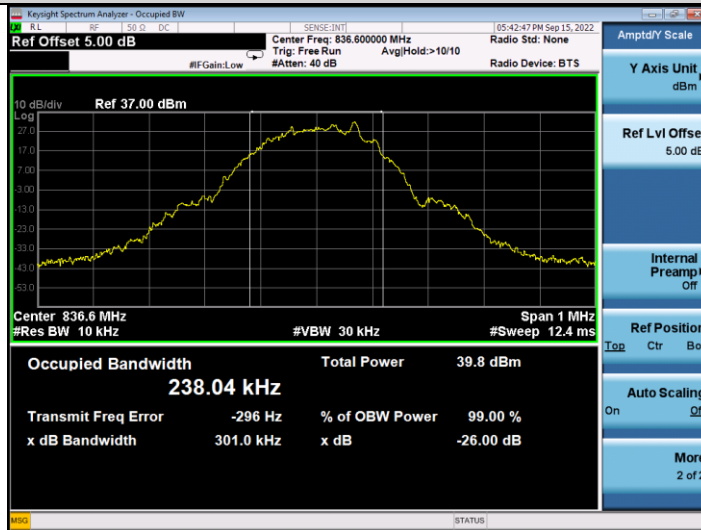 Keysight Spectrum Analyzer - Occupied BW
LXI RL RF 50 Ω DC SENSE:INT 05:42:47 PM Sep 15, 2022
Ref Offset 5.00 dB
Center Freq: 836.600000 MHz
Radio Std: None
Trig: Free Run Avg|Hold:>10/10
#IFGain:Low #Atten: 40 dB Radio Device: BTS
10 dB/div Ref 37.00 dBm
Log
27.0
17.0
7.00
-3.00
-13.0
-23.0
-33.0
-43.0
-53.0
Center 836.6 MHz Span 1 MHz
#Res BW 10 kHz #VBW 30 kHz #Sweep 12.4 ms
Occupied Bandwidth Total Power 39.8 dBm
238.04 kHz
Transmit Freq Error -296 Hz % of OBW Power 99.00 %
x dB Bandwidth 301.0 kHz x dB -26.00 dB
MSG STATUS
Amptd/Y Scale
Y Axis Unit
dBm
Ref Lvl Offse
5.00 dB
Internal
Preamp
Off
Ref Position
Top Ctr Bo
Auto Scaling
On Of
More
2 of 2